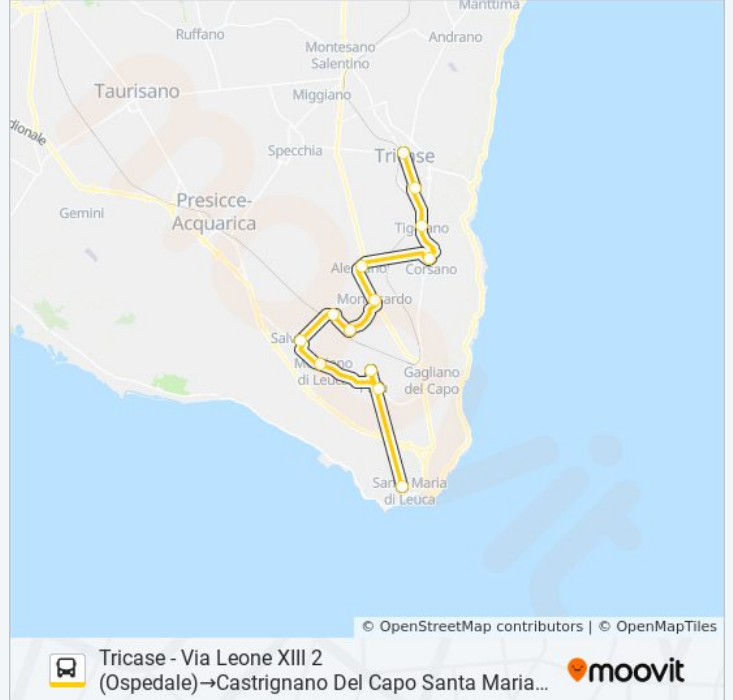 Marittima
Ruffano
Andrano
Montesano
Salentino
Taurisano
Miggiano
dionale
Specchia
Tricase
Presicce-
Acquarica
Gemini
Tiggiano
Alessano
Corsano
Montesardo
Salve
Morciano
di Leuca
Gagliano
del Capo
Santa Maria
di Leuca
moovit
© OpenStreetMap contributors | © OpenMapTiles
Tricase - Via Leone XIII 2
(Ospedale)→Castrignano Del Capo Santa Maria...
moovit